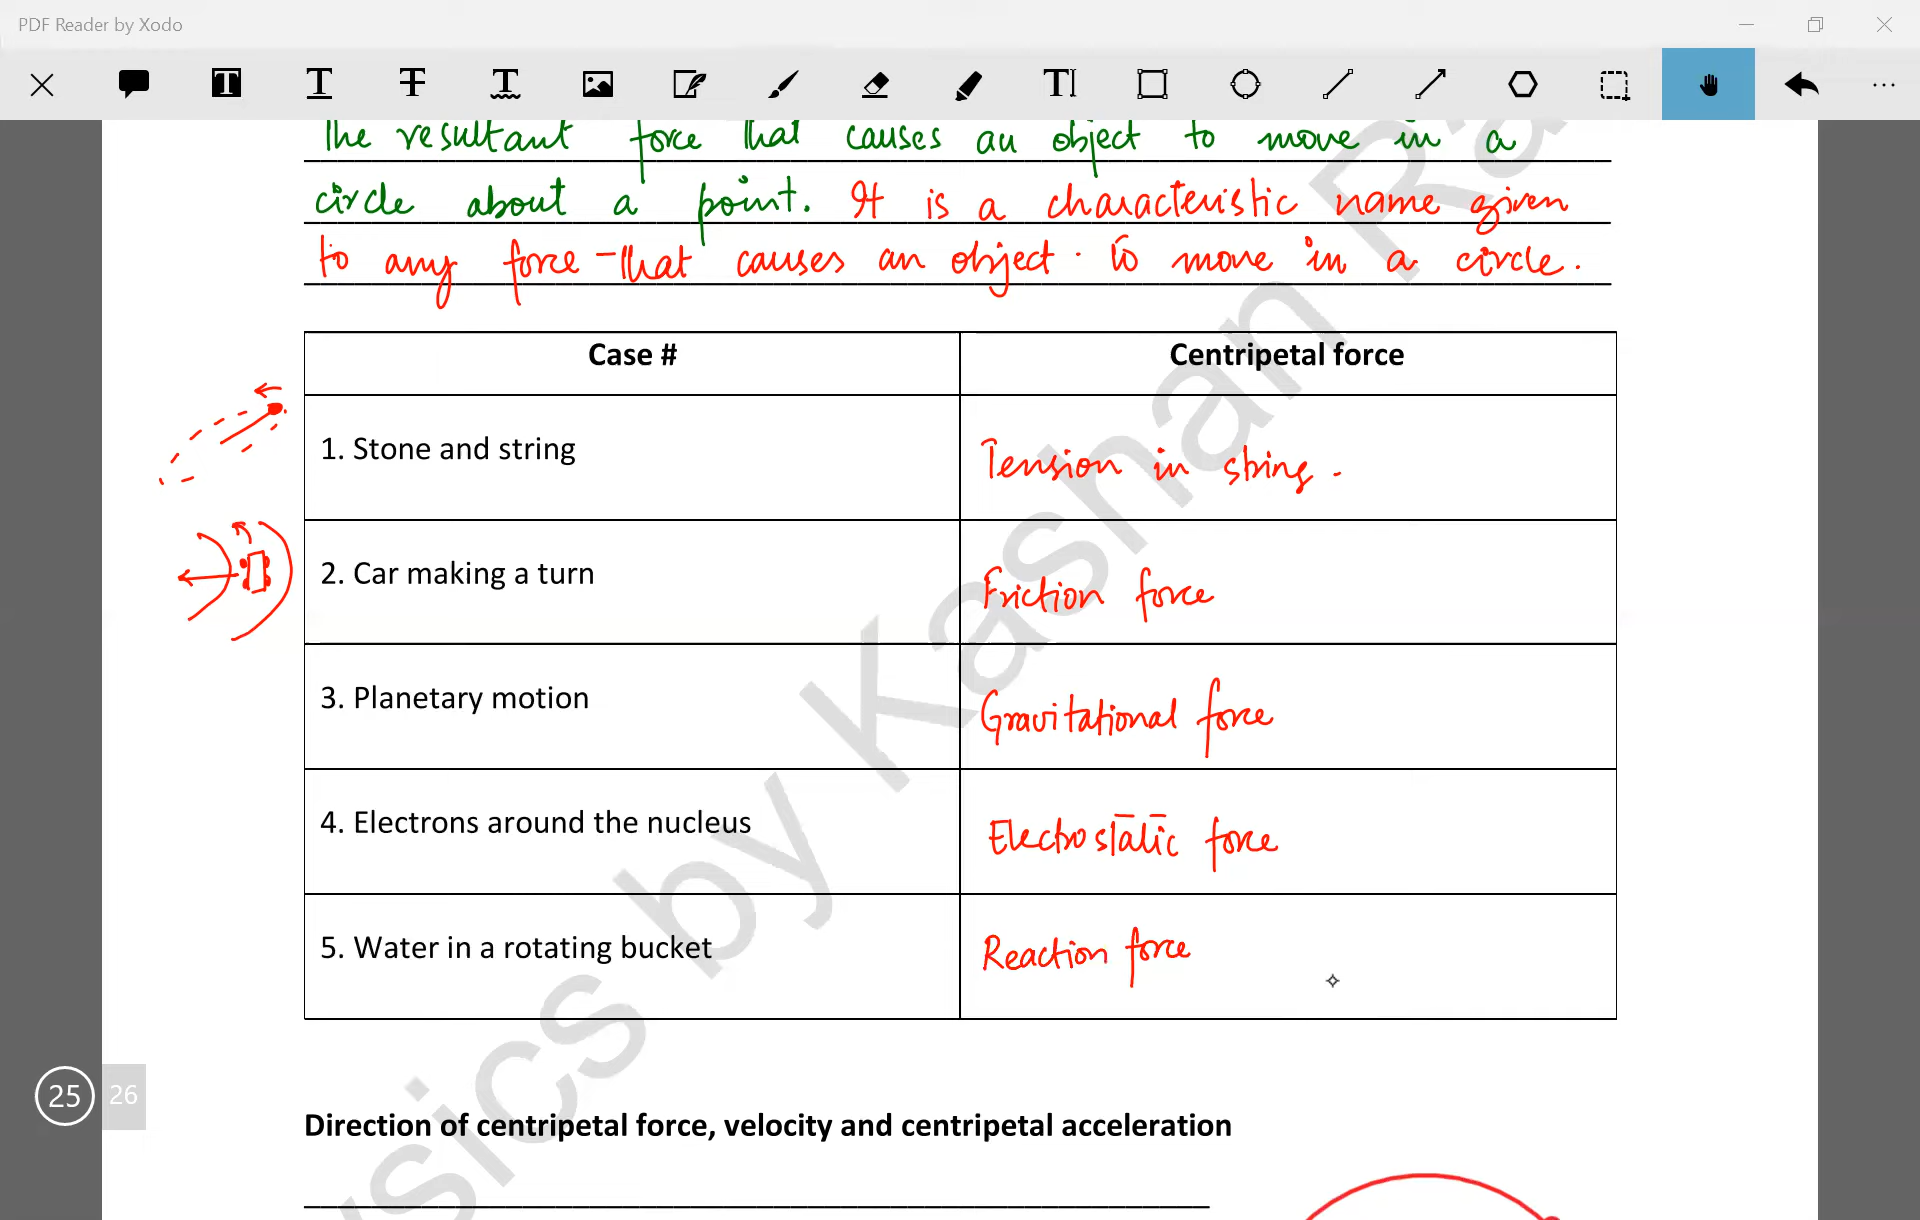 PDF Reader by Xodo
The resultant force that causes an object to move in a
circle about a point. It is a characteristic name given
to any force that causes an object to move in a circle.
Case #
Centripetal force
1. Stone and string
Tension in string.
2. Car making a turn
Friction force
3. Planetary motion
Gravitational force
4. Electrons around the nucleus
Electrostatic force
5. Water in a rotating bucket
Reaction force
25 26
Direction of centripetal force, velocity and centripetal acceleration
ysics by Kashan Ra